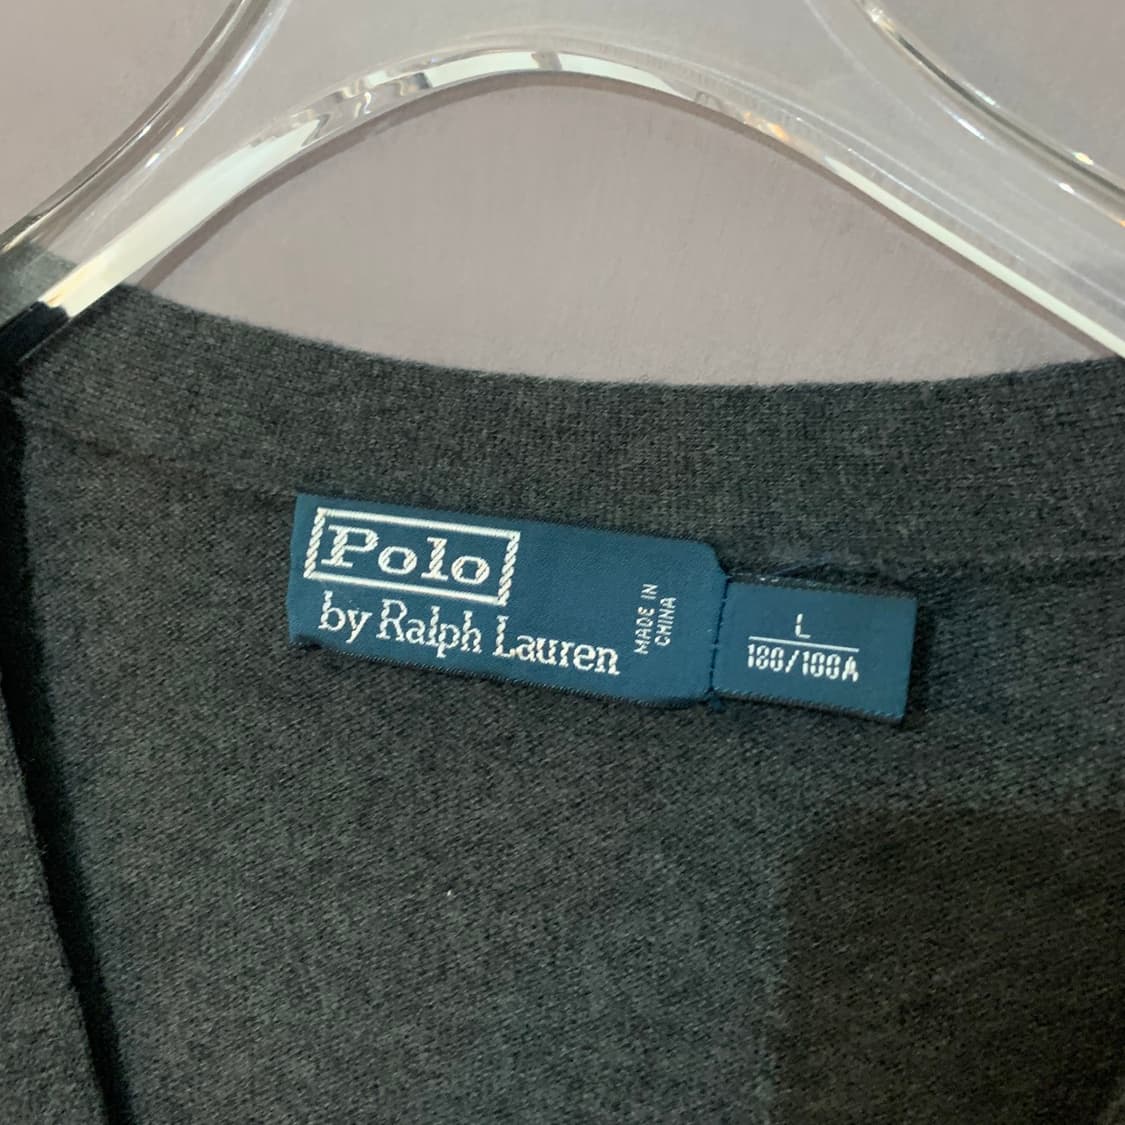 Polo
by Ralph Lauren
MADE IN
CHINA
L
180/100A